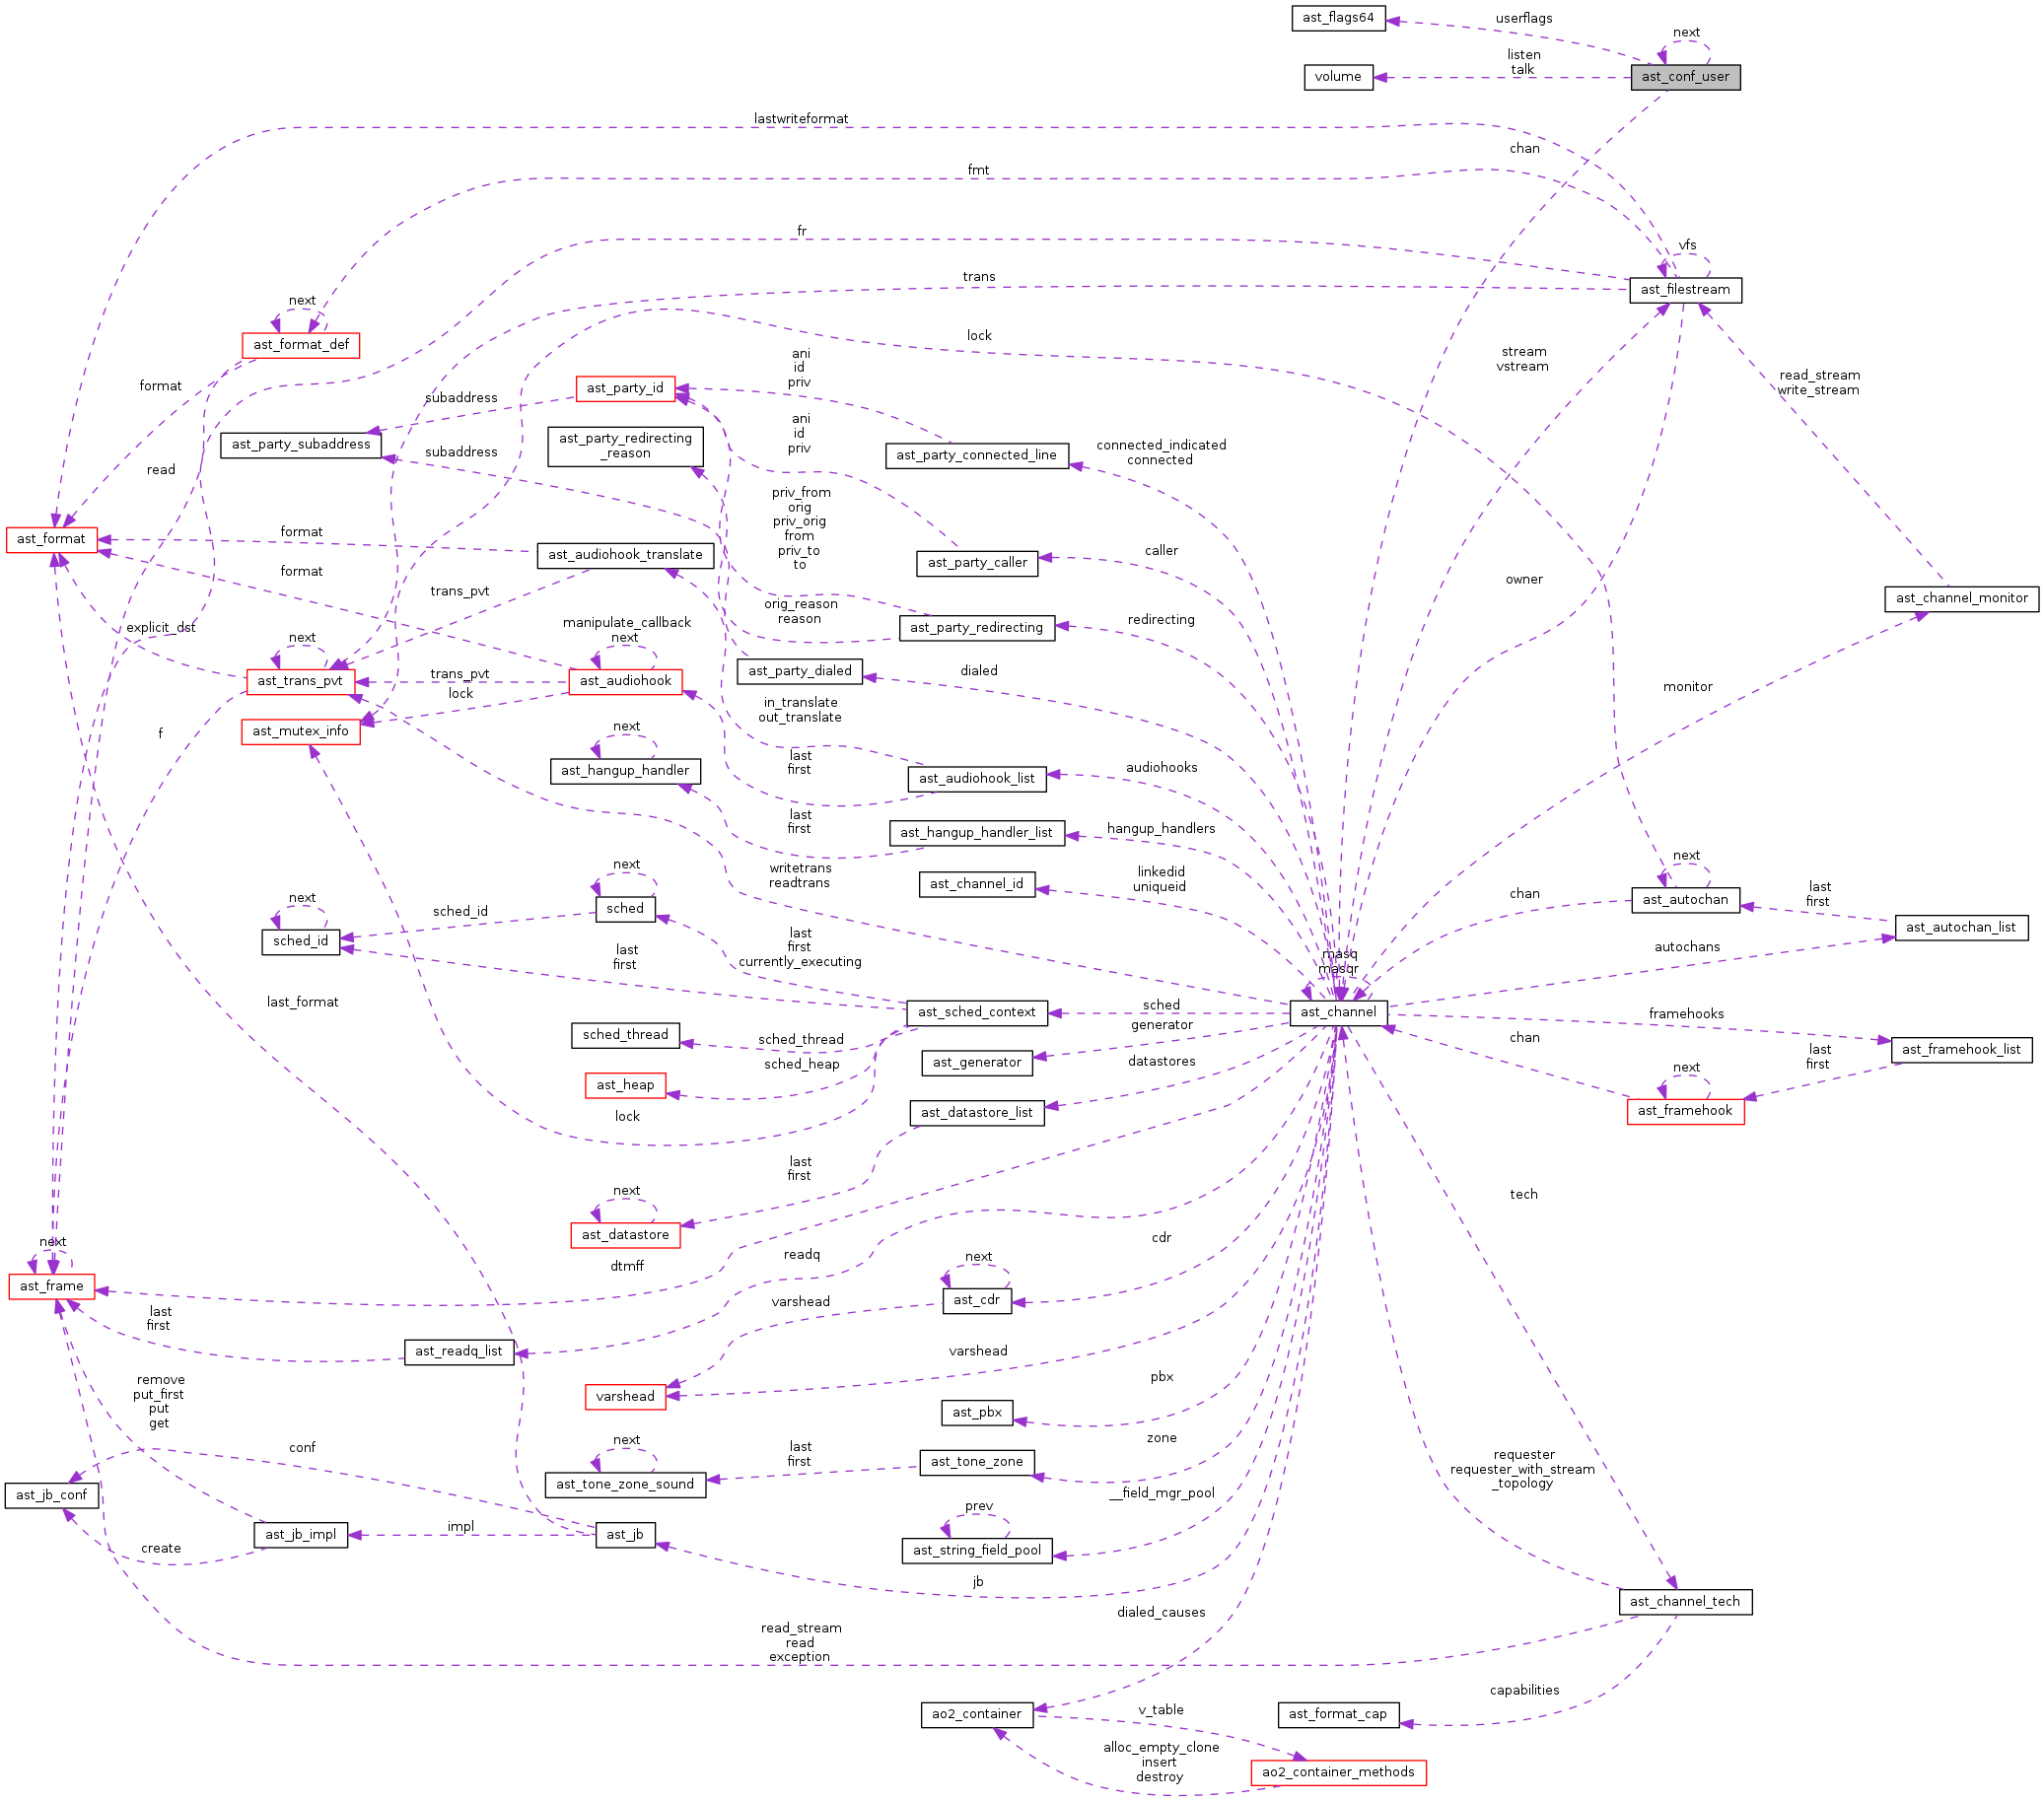 ast_flags64
userflags
next
listen
talk
volume
ast_conf_user
lastwriteformat
chan
fmt
fr
vfs
trans
ast_filestream
next
lock
ast_format_def
stream
vstream
ani
id
priv
format
ast_party_id
read_stream
write_stream
subaddress
ani
id
priv
ast_party_subaddress
ast_party_redirecting
_reason
connected_indicated
connected
subaddress
ast_party_connected_line
read
priv_from
orig
priv_orig
from
priv_to
to
format
ast_format
ast_audiohook_translate
caller
ast_party_caller
format
owner
trans_pvt
ast_channel_monitor
orig_reason
reason
redirecting
manipulate_callback
next
explicit_dst
next
ast_party_redirecting
ast_party_dialed
dialed
trans_pvt
ast_trans_pvt
ast_audiohook
monitor
lock
in_translate
out_translate
f
ast_mutex_info
next
last
first
audiohooks
ast_hangup_handler
ast_audiohook_list
last
first
hangup_handlers
ast_hangup_handler_list
next
writetrans
readtrans
linkedid
uniqueid
next
ast_channel_id
chan
last
first
next
sched_id
sched
ast_autochan
sched_id
last
first
last
first
currently_executing
masq
masqr
autochans
ast_autochan_list
last_format
sched
ast_sched_context
ast_channel
framehooks
generator
sched_thread
sched_thread
chan
last
first
ast_framehook_list
sched_heap
ast_generator
datastores
next
ast_heap
lock
ast_datastore_list
ast_framehook
last
first
next
tech
ast_datastore
cdr
next
readq
next
dtmff
ast_frame
varshead
ast_cdr
last
first
ast_readq_list
varshead
remove
put_first
put
get
pbx
varshead
ast_pbx
conf
next
last
first
zone
requester
requester_with_stream
_topology
ast_tone_zone
ast_jb_conf
ast_tone_zone_sound
__field_mgr_pool
prev
impl
ast_jb_impl
ast_jb
create
ast_string_field_pool
jb
ast_channel_tech
dialed_causes
read_stream
read
exception
capabilities
ao2_container
v_table
ast_format_cap
alloc_empty_clone
insert
destroy
ao2_container_methods